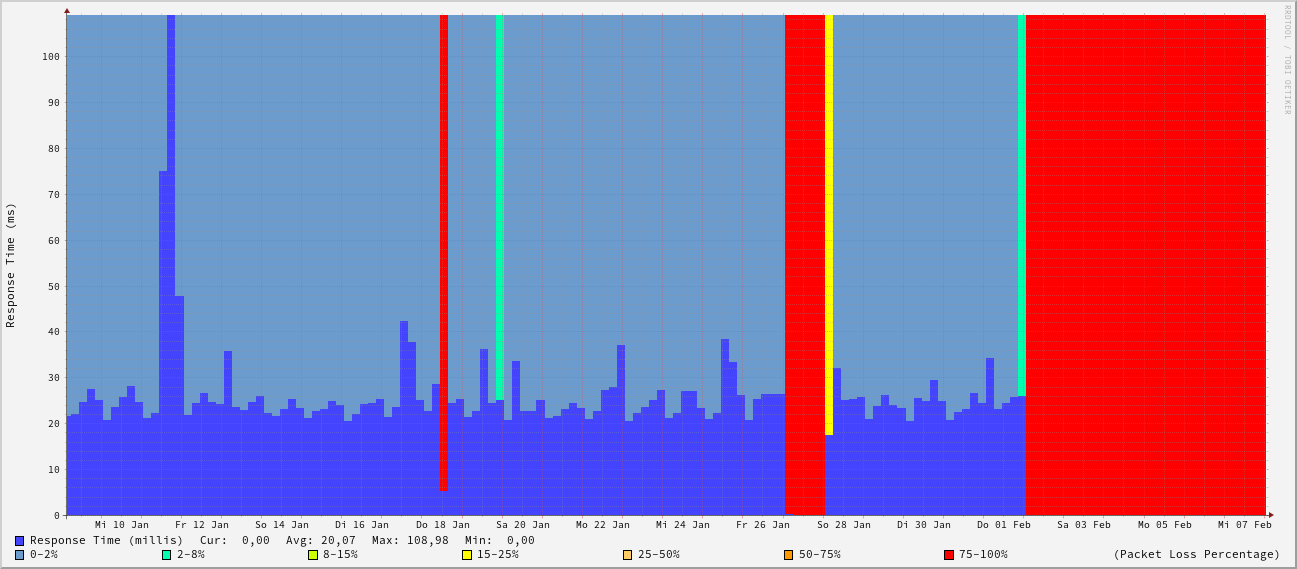 RRDTOOL / TOBI OETIKER
Response Time (ms)
100
90
80
70
60
50
40
30
20
10
0
Mi 10 Jan Fr 12 Jan So 14 Jan Di 16 Jan Do 18 Jan Sa 20 Jan Mo 22 Jan Mi 24 Jan Fr 26 Jan So 28 Jan Di 30 Jan Do 01 Feb Sa 03 Feb Mo 05 Feb Mi 07 Feb
Response Time (millis) Cur: 0,00 Avg: 20,07 Max: 108,98 Min: 0,00
0-2% 2-8% 8-15% 15-25% 25-50% 50-75% 75-100% (Packet Loss Percentage)